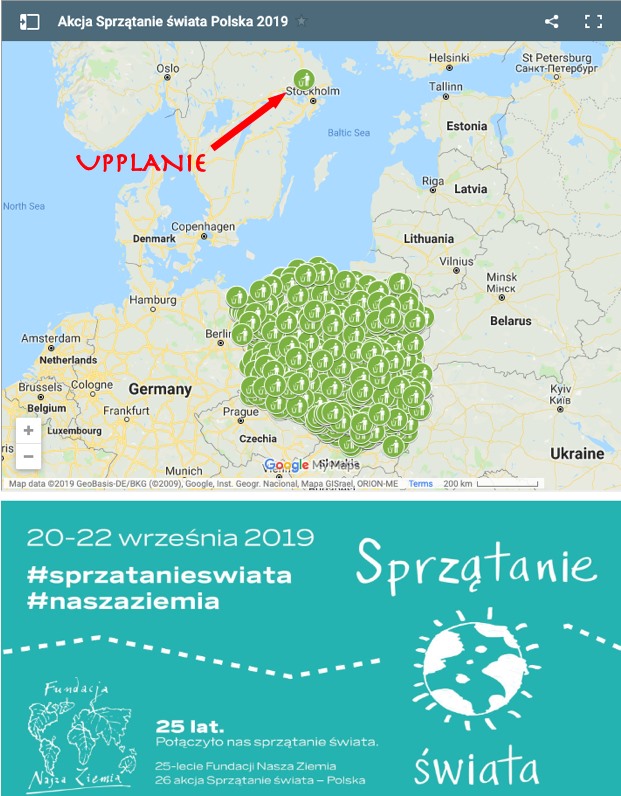 Akcja Sprzątanie świata Polska 2019
Oslo
Helsinki
St Petersburg
Санкт-Петербург
Tallinn
Stockholm
Estonia
Baltic Sea
UPPLANIE
Riga
Latvia
North Sea
Copenhagen
Denmark
Lithuania
Vilnius
Minsk
Мінск
Hamburg
Belarus
Berlin
Amsterdam
Netherlands
Brussels
Cologne
Germany
Belgium
Kyiv
Київ
Frankfurt
Prague
Luxembourg
Czechia
Ukraine
Munich
Google My Maps
Map data ©2019 GeoBasis-DE/BKG (©2009), Google, Inst. Geogr. Nacional, Mapa GISrael, ORION-ME Terms 200 km
20-22 września 2019
#sprzatanieswiata
#naszaziemia
Sprzątanie
świata
Fundacja
Nasza Ziemia
25 lat.
Połączyło nas sprzątanie świata.
25-lecie Fundacji Nasza Ziemia
26 akcja Sprzątanie świata – Polska